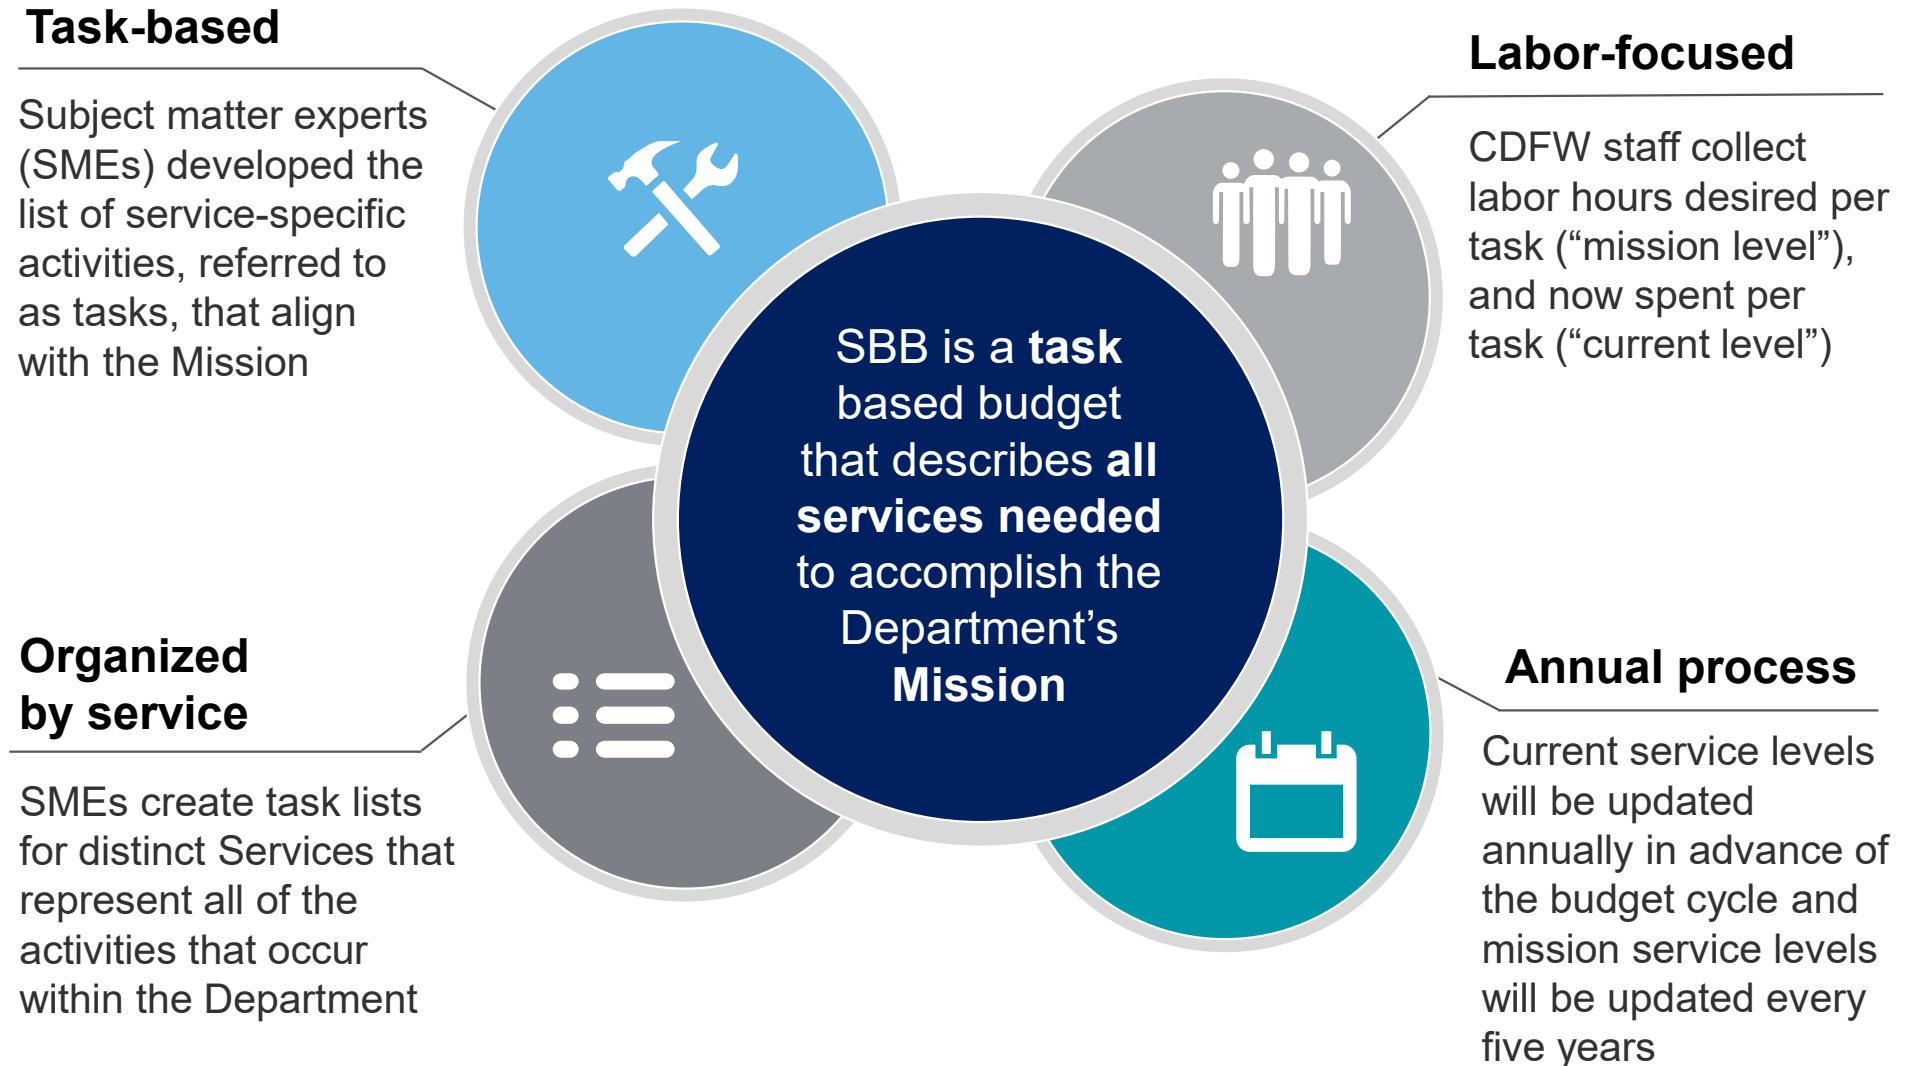 Task-based
Subject matter experts
(SMEs) developed the
list of service-specific
activities, referred to
as tasks, that align
with the Mission
Labor-focused
CDFW staff collect
labor hours desired per
task (“mission level”),
and now spent per
task (“current level”)
SBB is a task
based budget
that describes all
services needed
to accomplish the
Department’s
Mission
Organized
by service
SMEs create task lists
for distinct Services that
represent all of the
activities that occur
within the Department
Annual process
Current service levels
will be updated
annually in advance of
the budget cycle and
mission service levels
will be updated every
five years